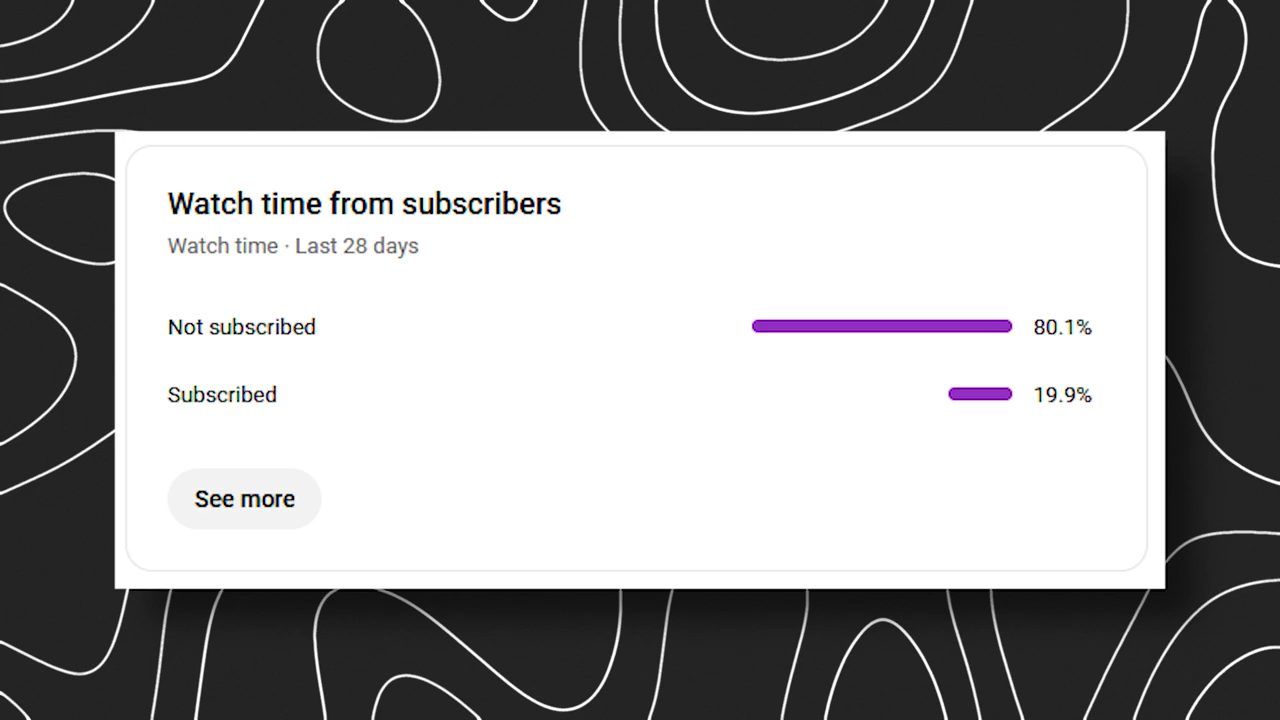 Watch time from subscribers
Watch time · Last 28 days
Not subscribed 80.1%
Subscribed 19.9%
See more